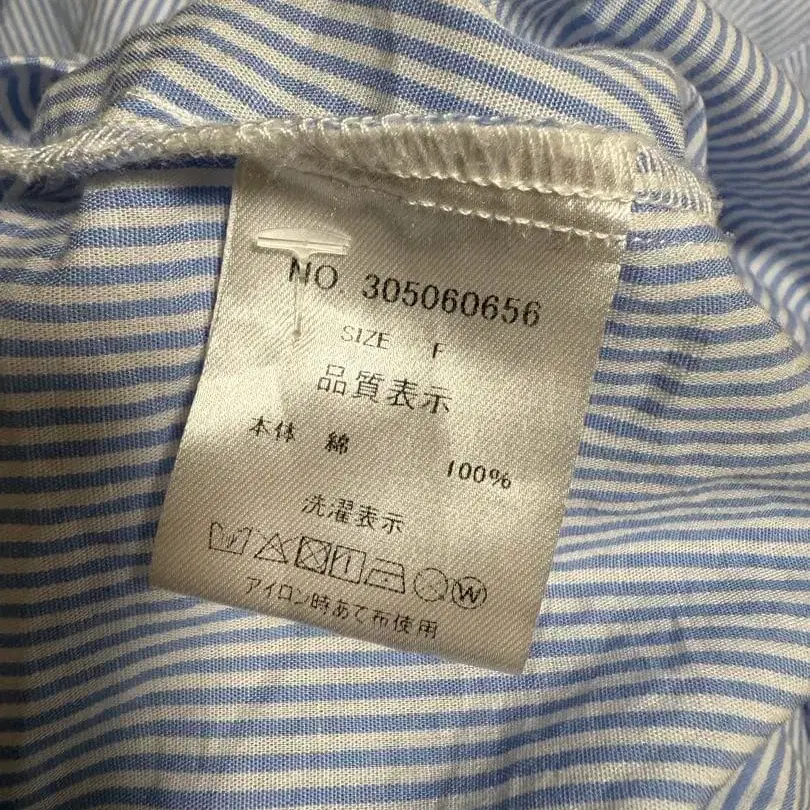 NO. 305060656
SIZE F
品質表示
本体 綿 100%
洗濯表示
W
アイロン時あて布使用